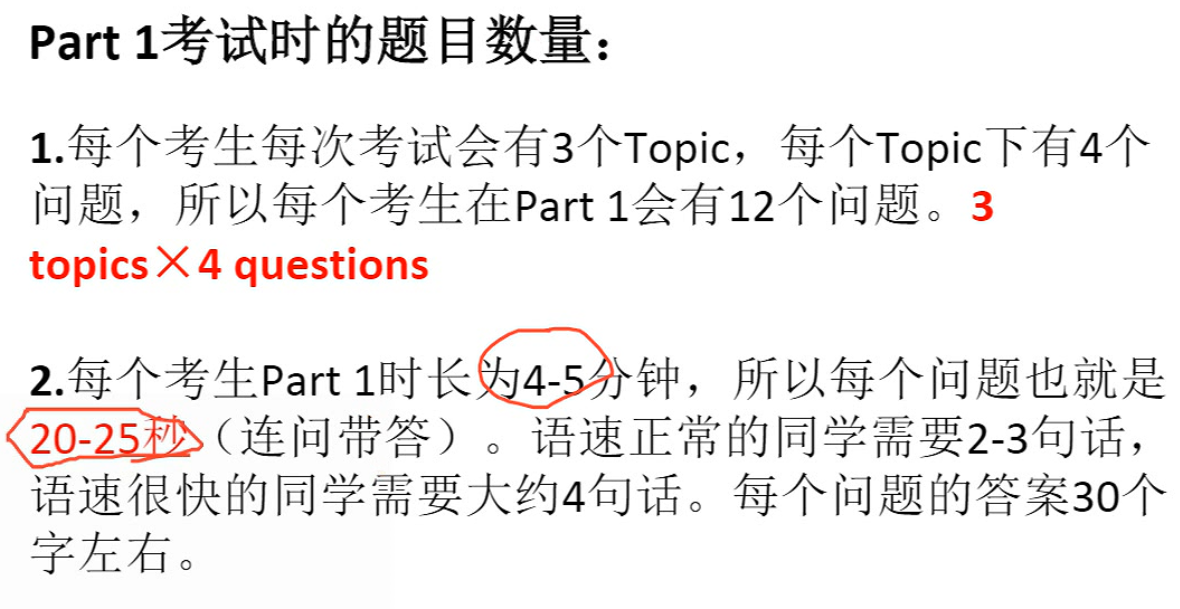 Part 1考试时的题目数量：
1.每个考生每次考试会有3个Topic，每个Topic下有4个
问题，所以每个考生在Part 1会有12个问题。3
topics×4 questions
2.每个考生Part 1时长为4-5分钟，所以每个问题也就是
20-25秒（连问带答）。语速正常的同学需要2-3句话，
语速很快的同学需要大约4句话。每个问题的答案30个
字左右。